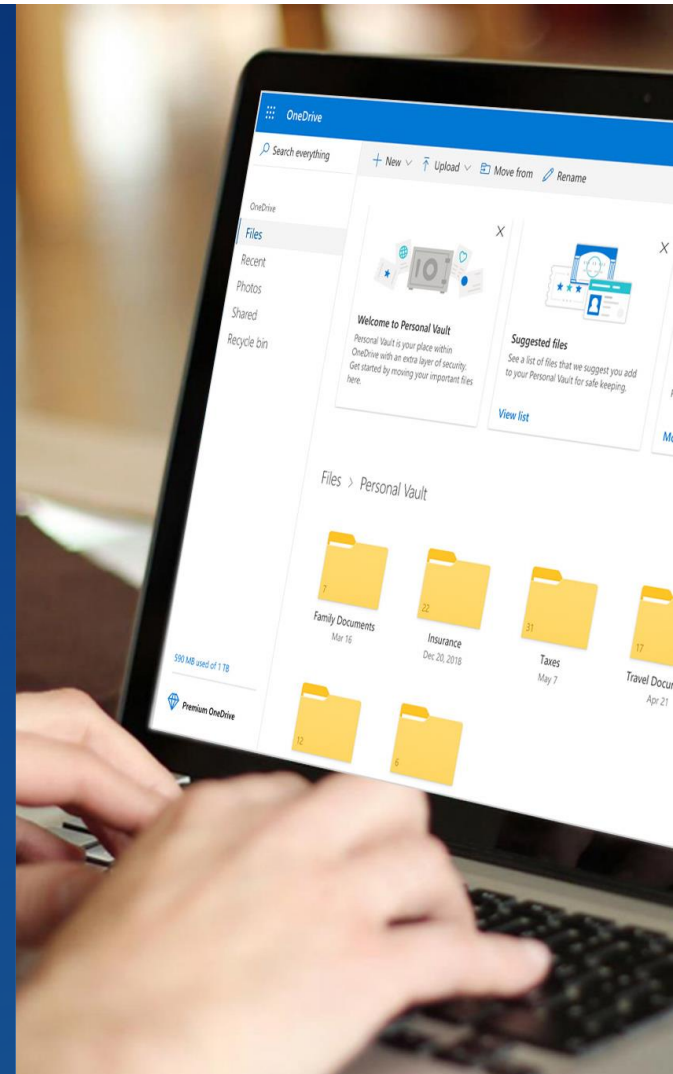 OneDrive
Search everything
New
Upload
Move from
Rename
OneDrive
Files
Recent
Photos
Shared
Recycle bin
Welcome to Personal Vault
Personal Vault is your place within
OneDrive with an extra layer of security.
Get started by moving your important files
here.
Suggested files
See a list of files that we suggest you add
to your Personal Vault for safe keeping.
View list
Files > Personal Vault
7
Family Documents
Mar 16
22
Insurance
Dec 20, 2018
31
Taxes
May 7
17
Travel Docu
Apr 21
12
6
590 MB used of 1 TB
Premium OneDrive